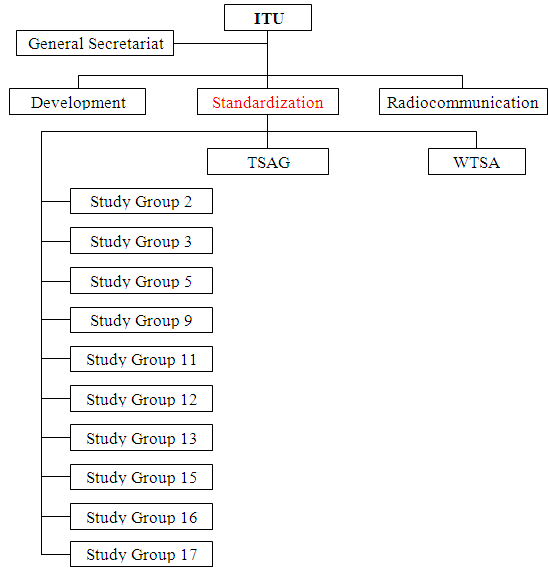 ITU
General Secretariat
Development
Standardization
Radiocommunication
TSAG
WTSA
Study Group 2
Study Group 3
Study Group 5
Study Group 9
Study Group 11
Study Group 12
Study Group 13
Study Group 15
Study Group 16
Study Group 17